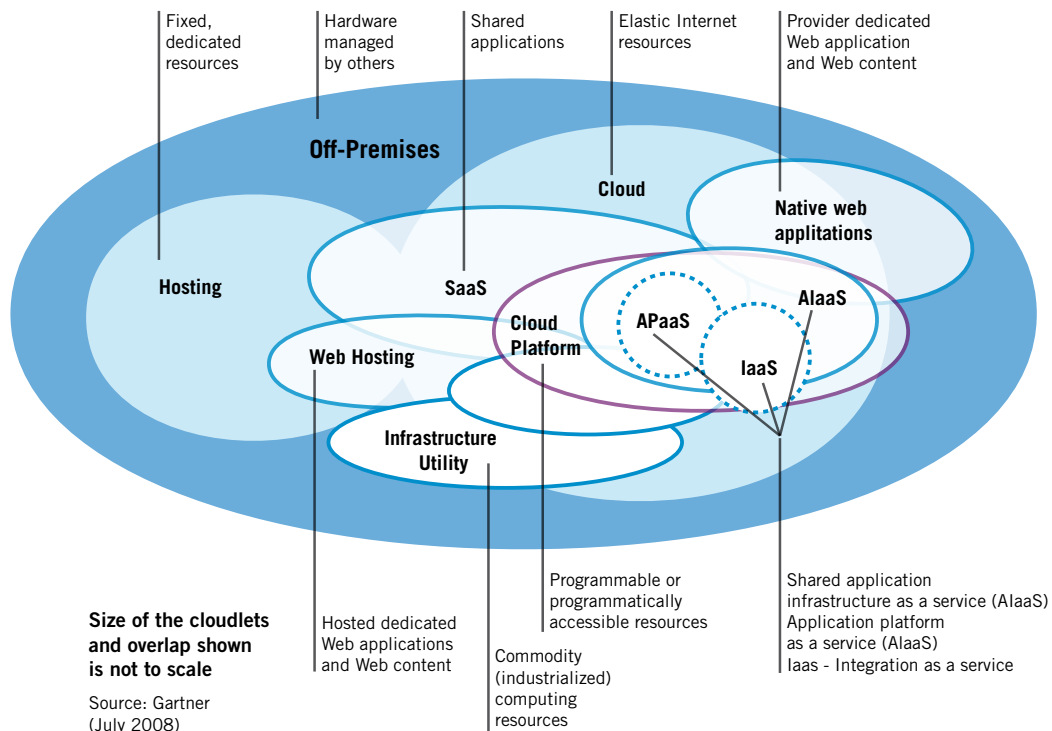 Fixed,
dedicated
resources
Hardware
managed
by others
Shared
applications
Elastic Internet
resources
Provider dedicated
Web application
and Web content
Off-Premises
Cloud
Native web
applitations
Hosting
SaaS
AIaaS
Cloud
Platform
APaaS
Web Hosting
IaaS
Infrastructure
Utility
Programmable or
programmatically
accessible resources
Shared application
infrastructure as a service (AIaaS)
Application platform
as a service (AIaaS)
Iaas - Integration as a service
Hosted dedicated
Web applications
and Web content
Commodity
(industrialized)
computing
resources
Size of the cloudlets
and overlap shown
is not to scale
Source: Gartner
(July 2008)